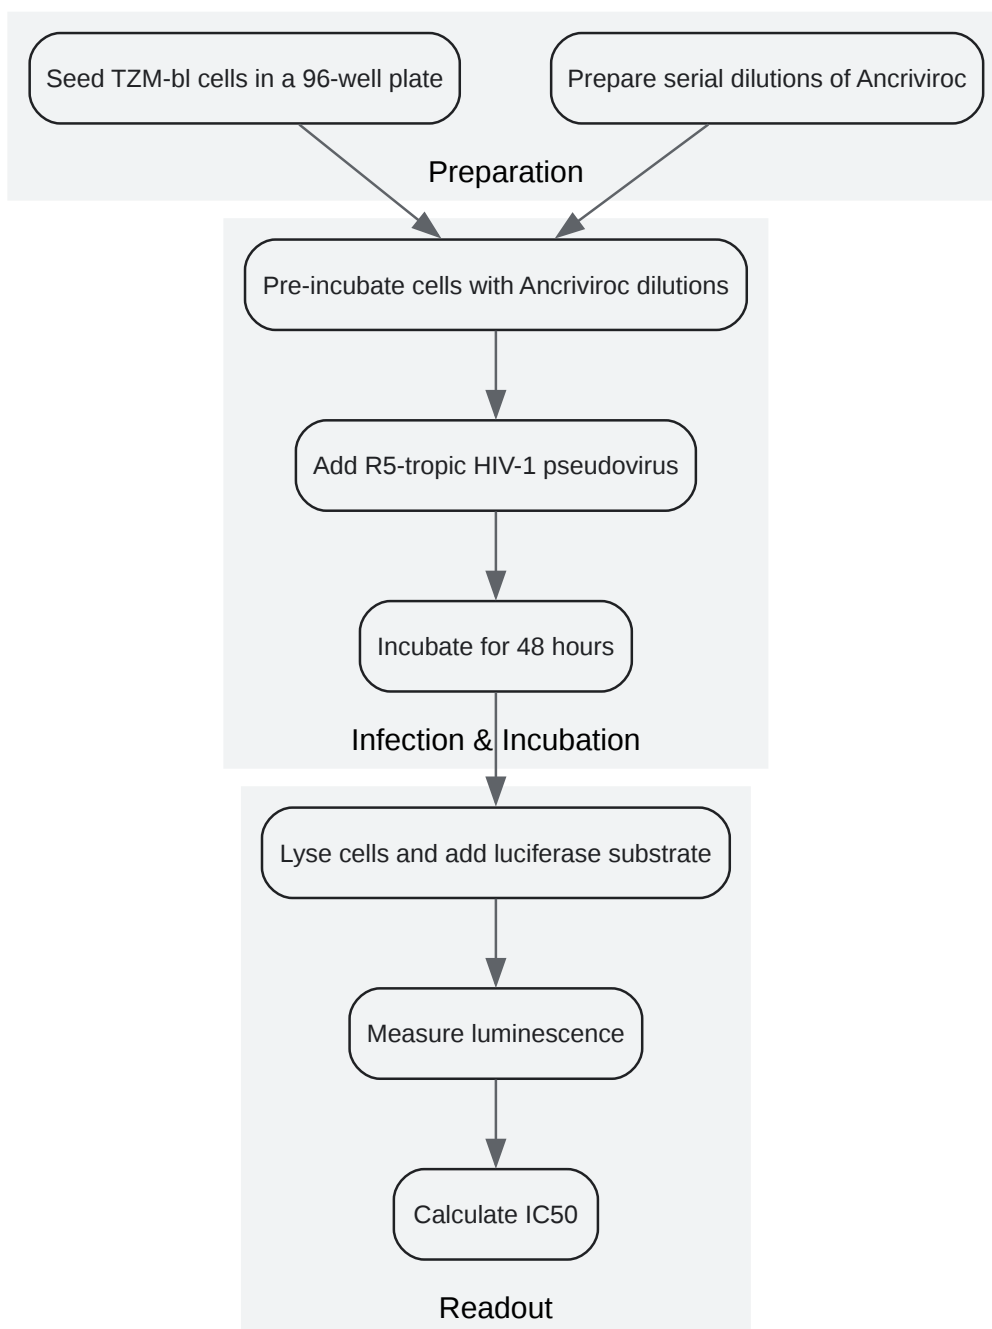 Seed TZM-bl cells in a 96-well plate
Prepare serial dilutions of Ancriviroc
Preparation
Pre-incubate cells with Ancriviroc dilutions
Add R5-tropic HIV-1 pseudovirus
Incubate for 48 hours
Infection & Incubation
Lyse cells and add luciferase substrate
Measure luminescence
Calculate IC50
Readout